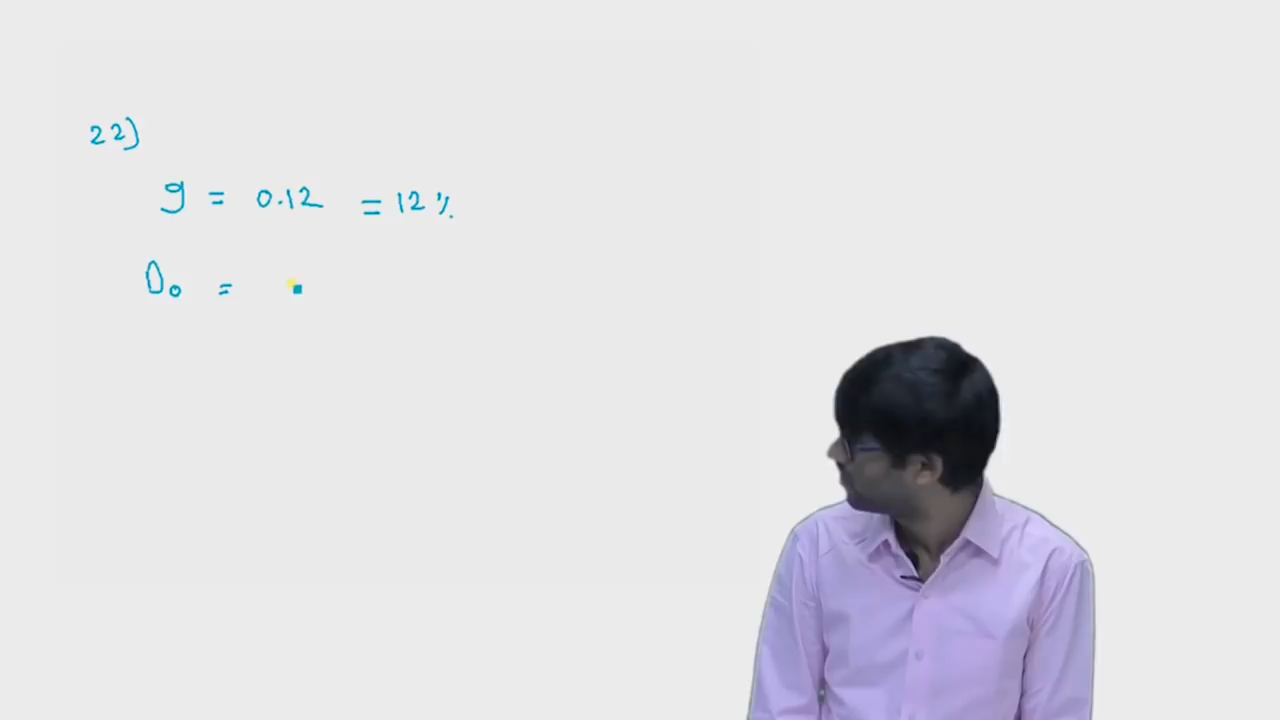 22)
g = 0.12 = 12%
D₀ =